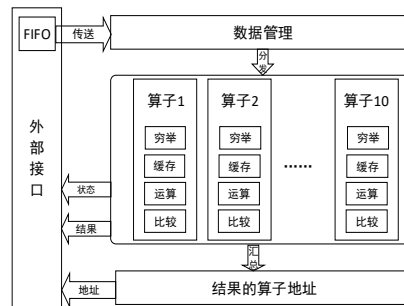 FIFO
传送
数据管理
分发
外部接口
算子1
穷举
缓存
运算
比较
算子2
穷举
缓存
运算
比较
……
算子10
穷举
缓存
运算
比较
状态
结果
汇总
地址
结果的算子地址